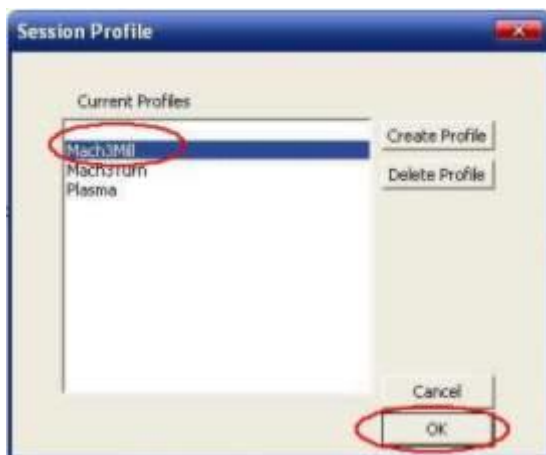 Session Profile
Current Profiles
Mach3Mill
Mach3Turn
Plasma
Create Profile
Delete Profile
Cancel
OK